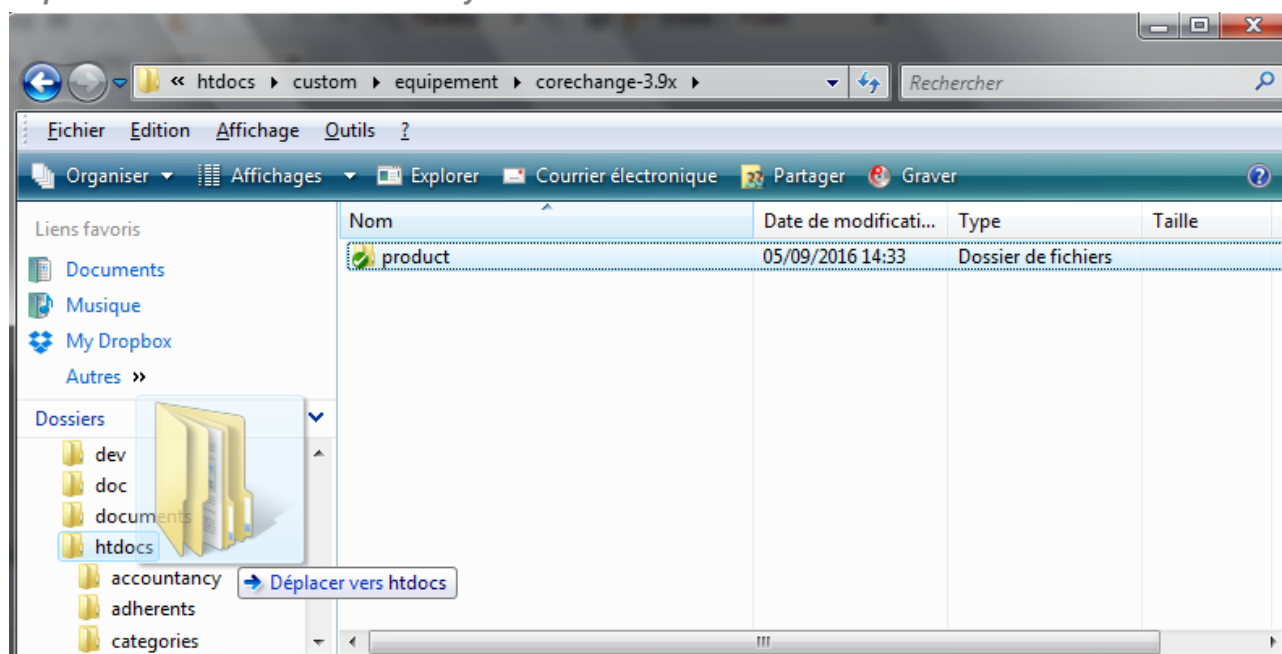 « htdocs ▸ custom ▸ equipement ▸ corechange-3.9x ▸ Rechercher
Fichier Edition Affichage Outils ?
Organiser Affichages Explorer Courrier électronique Partager Graver
Liens favoris
Nom Date de modificati... Type Taille
product 05/09/2016 14:33 Dossier de fichiers
Documents
Musique
My Dropbox
Autres »
Dossiers
dev
doc
documents
htdocs
accountancy
Déplacer vers htdocs
adherents
categories